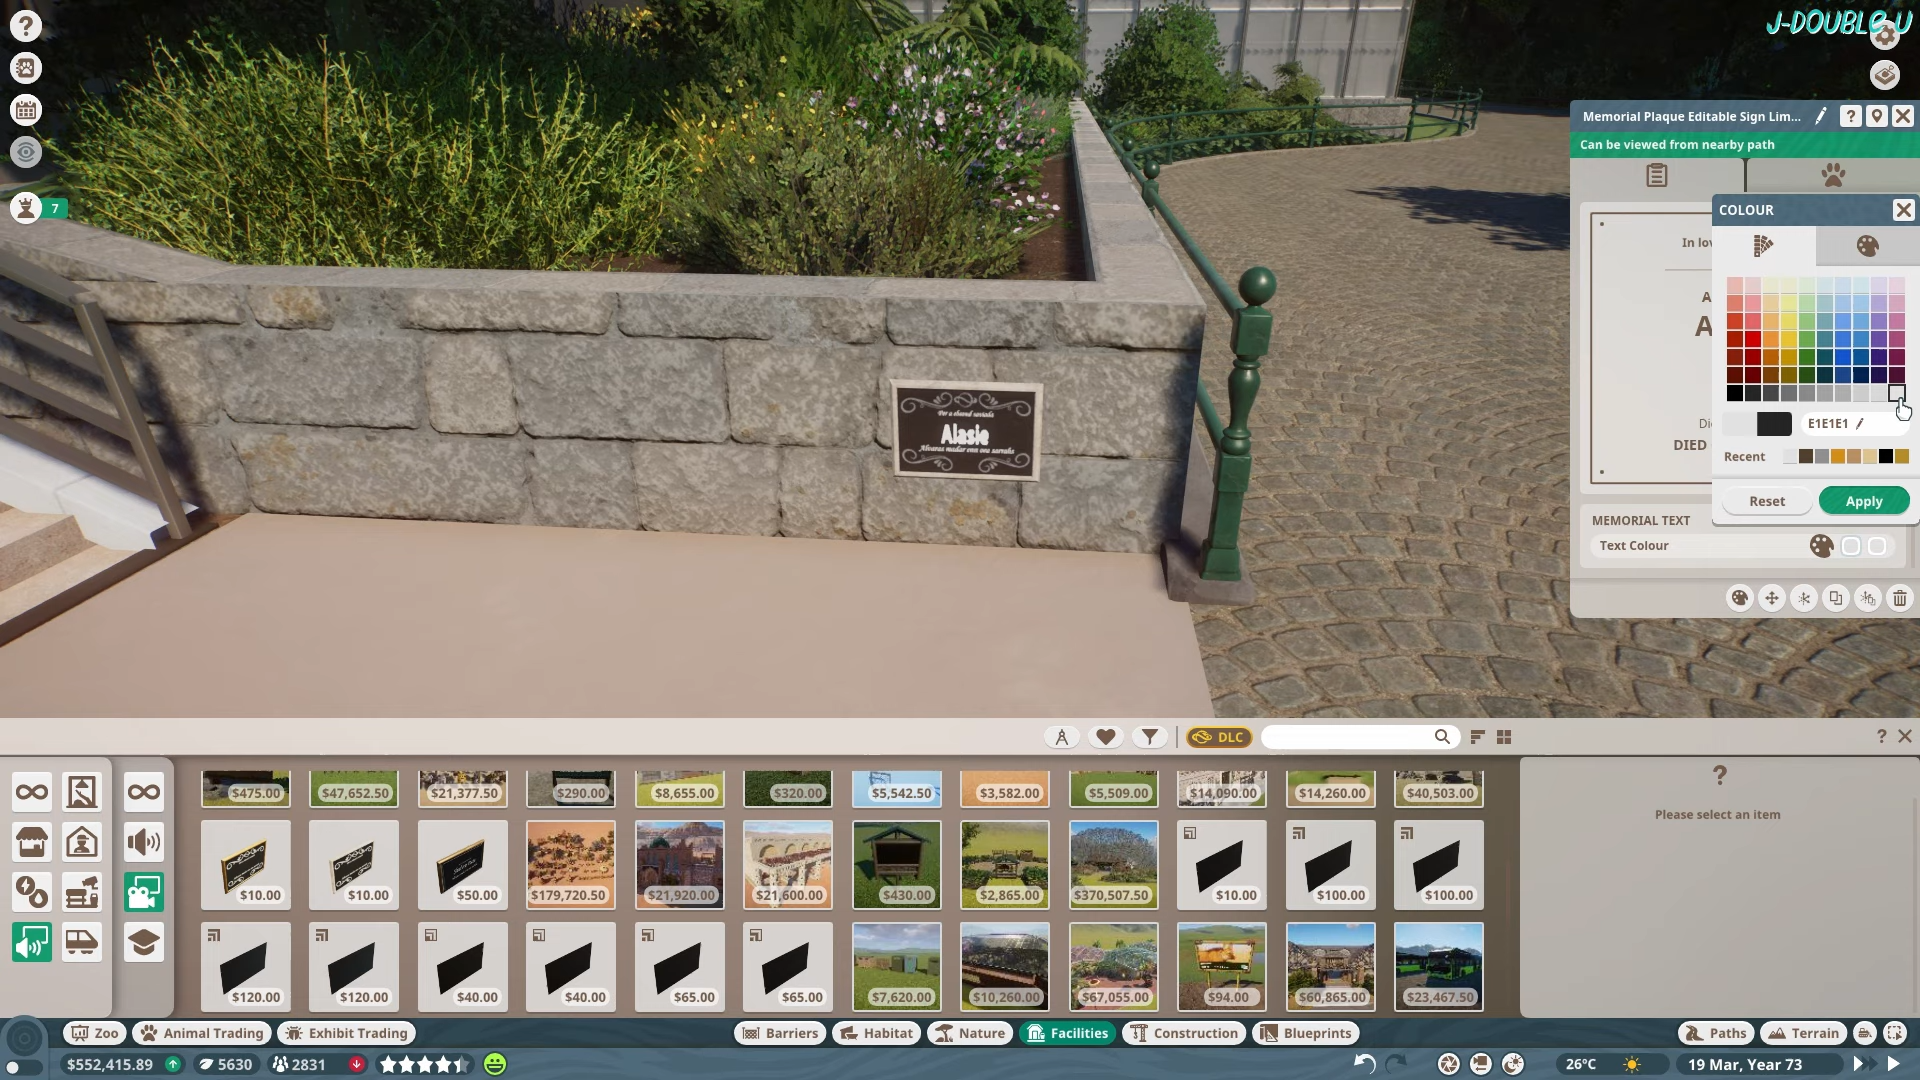 J-DOUBLE U
7
Memorial Plaque Editable Sign Lim...
Can be viewed from nearby path
COLOUR
In lov
A
A
Di
DIED
E1E1E1
Recent
Reset
Apply
MEMORIAL TEXT
Text Colour
Alasie
DLC
$475.00
$47,652.50
$21,377.50
$290.00
$8,655.00
$320.00
$5,542.50
$3,582.00
$5,509.00
$14,090.00
$14,260.00
$40,503.00
$10.00
$10.00
$50.00
$179,720.50
$21,920.00
$21,600.00
$430.00
$2,865.00
$370,507.50
$10.00
$100.00
$100.00
$120.00
$120.00
$40.00
$40.00
$65.00
$65.00
$7,620.00
$10,260.00
$67,055.00
$94.00
$60,865.00
$23,467.50
?
Please select an item
Zoo
Animal Trading
Exhibit Trading
Barriers
Habitat
Nature
Facilities
Construction
Blueprints
Paths
Terrain
$552,415.89
5630
2831
26°C
19 Mar, Year 73